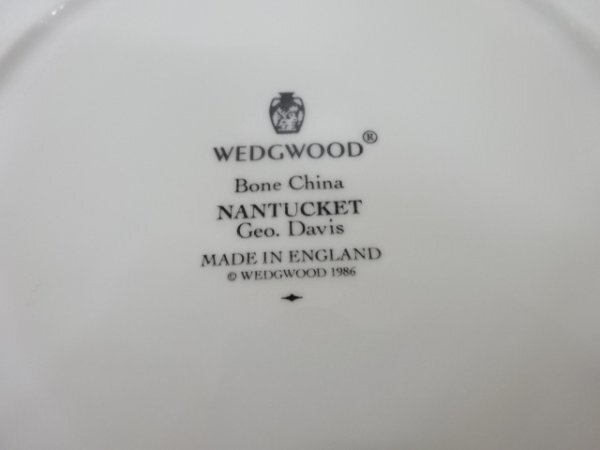 WEDGWOOD®
Bone China
NANTUCKET
Geo. Davis
MADE IN ENGLAND
© WEDGWOOD 1986